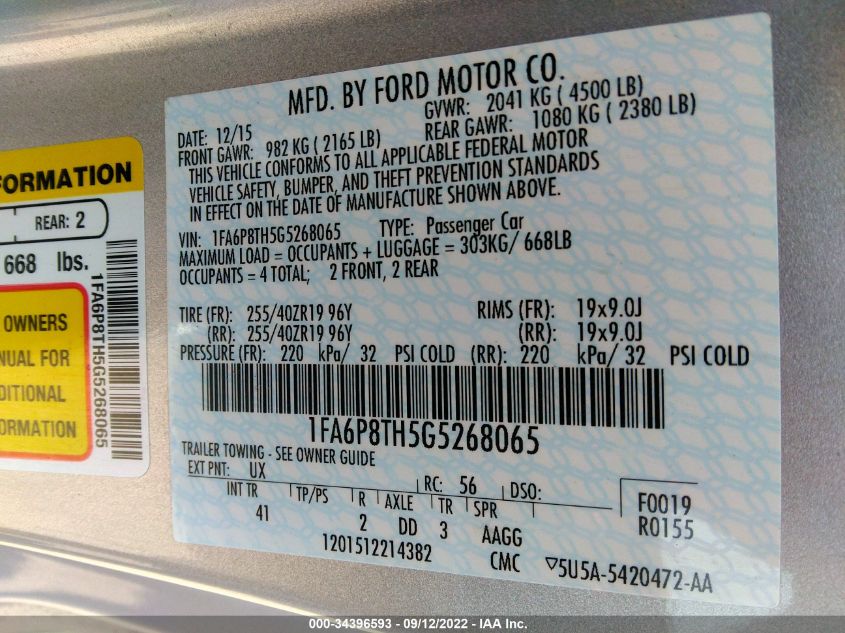 FORMATION
REAR: 2
668 lbs.
OWNERS
NUAL FOR
DITIONAL
ORMATION
1FA6P8TH5G5268065
MFD. BY FORD MOTOR CO.
DATE: 12/15 GVWR: 2041 KG ( 4500 LB)
FRONT GAWR: 982 KG ( 2165 LB) REAR GAWR: 1080 KG ( 2380 LB)
THIS VEHICLE CONFORMS TO ALL APPLICABLE FEDERAL MOTOR
VEHICLE SAFETY, BUMPER, AND THEFT PREVENTION STANDARDS
IN EFFECT ON THE DATE OF MANUFACTURE SHOWN ABOVE.
VIN: 1FA6P8TH5G5268065 TYPE: Passenger Car
MAXIMUM LOAD = OCCUPANTS + LUGGAGE = 303KG/ 668LB
OCCUPANTS = 4 TOTAL; 2 FRONT, 2 REAR
TIRE (FR): 255/40ZR19 96Y RIMS (FR): 19x9.0J
(RR): 255/40ZR19 96Y (RR): 19x9.0J
PRESSURE (FR): 220 kPa/ 32 PSI COLD (RR): 220 kPa/ 32 PSI COLD
1FA6P8TH5G5268065
TRAILER TOWING - SEE OWNER GUIDE
EXT PNT: UX RC: 56 DSO:
INT TR TP/PS R AXLE TR SPR
41 2 DD 3 AAGG
F0019
R0155
1201512214382 CMC ▽5U5A-5420472-AA
000-34396593 - 09/12/2022 - IAA Inc.